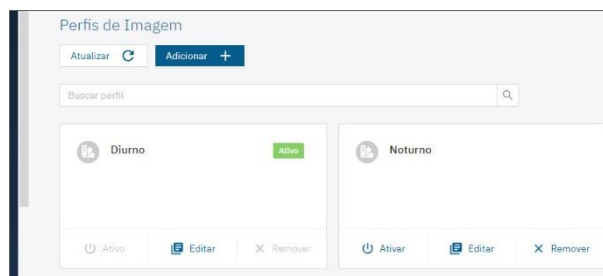 Perfis de Imagem
Atualizar Adicionar
Buscar perfil
Diurno Ativo Noturno
Ativo Editar Remover Ativar Editar Remover